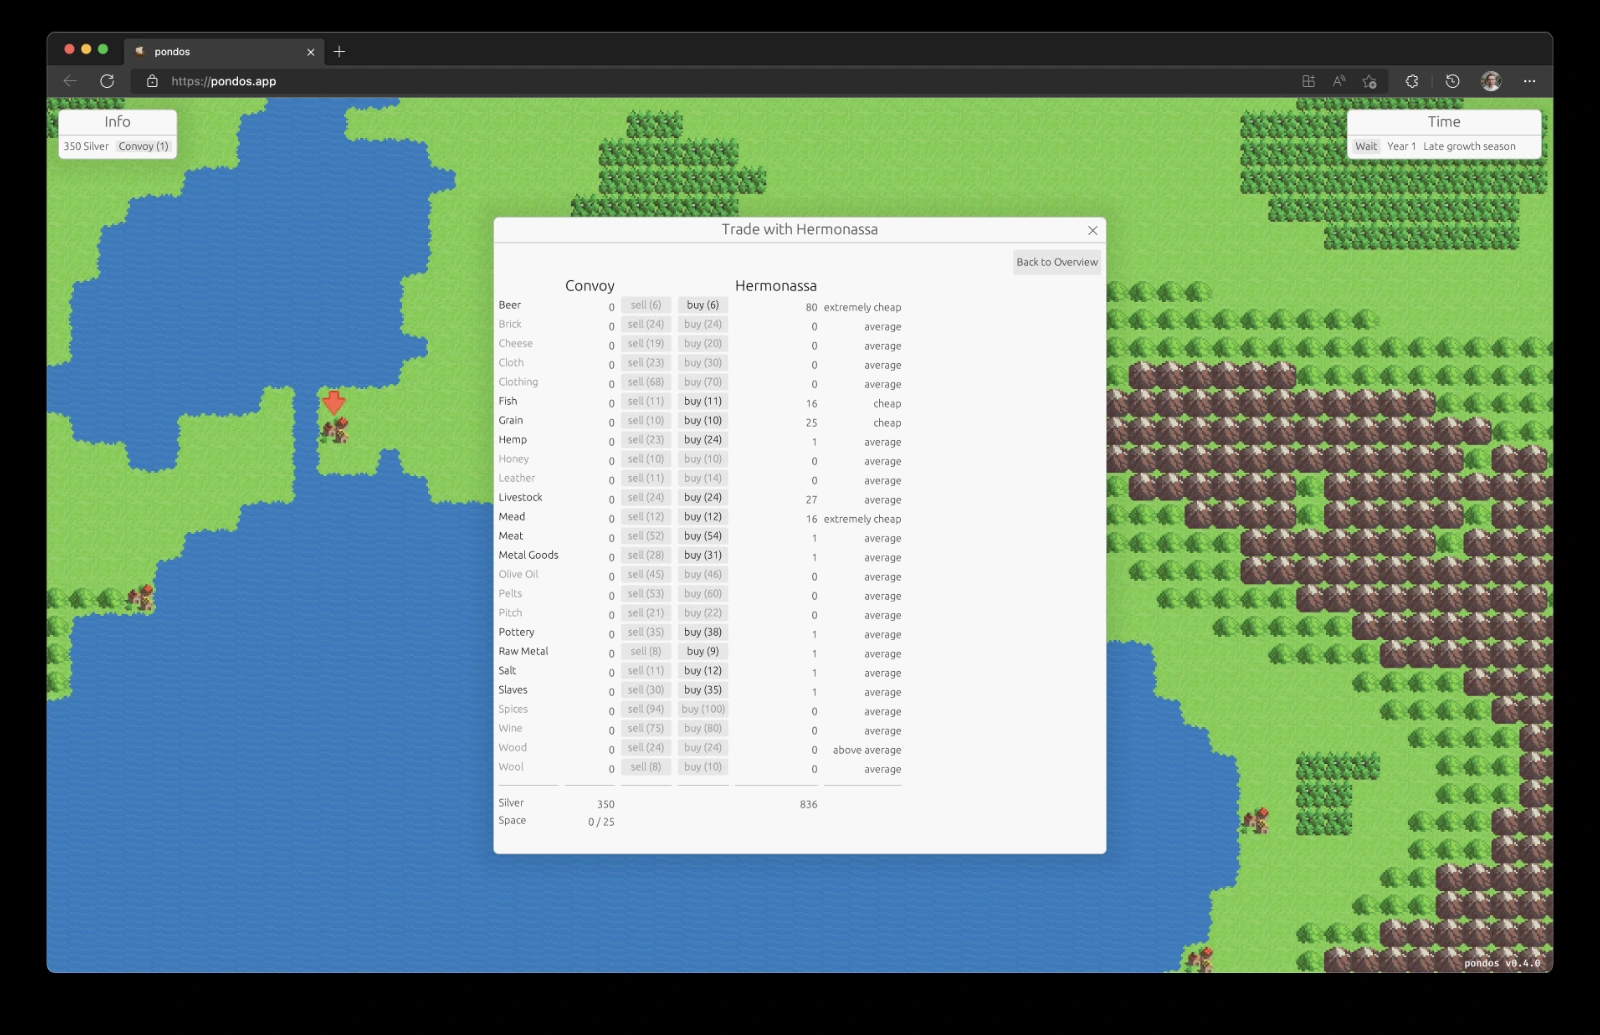 pondos
https://pondos.app
Info
350 Silver Convoy (1)
Time
Wait Year 1 Late growth season
Trade with Hermonassa
Back to Overview
Convoy Hermonassa
Beer 0 sell (6) buy (6) 80 extremely cheap
Brick 0 sell (24) buy (24) 0 average
Cheese 0 sell (19) buy (20) 0 average
Cloth 0 sell (23) buy (30) 0 average
Clothing 0 sell (68) buy (70) 0 average
Fish 0 sell (11) buy (11) 16 cheap
Grain 0 sell (10) buy (10) 25 cheap
Hemp 0 sell (23) buy (24) 1 average
Honey 0 sell (10) buy (10) 0 average
Leather 0 sell (11) buy (14) 0 average
Livestock 0 sell (24) buy (24) 27 average
Mead 0 sell (12) buy (12) 16 extremely cheap
Meat 0 sell (52) buy (54) 1 average
Metal Goods 0 sell (28) buy (31) 1 average
Olive Oil 0 sell (45) buy (46) 0 average
Pelts 0 sell (53) buy (60) 0 average
Pitch 0 sell (21) buy (22) 0 average
Pottery 0 sell (35) buy (38) 1 average
Raw Metal 0 sell (8) buy (9) 1 average
Salt 0 sell (11) buy (12) 1 average
Slaves 0 sell (30) buy (35) 1 average
Spices 0 sell (94) buy (100) 0 average
Wine 0 sell (75) buy (80) 0 average
Wood 0 sell (24) buy (24) 0 above average
Wool 0 sell (8) buy (10) 0 average
Silver 350 836
Space 0 / 25
pondos v0.4.0